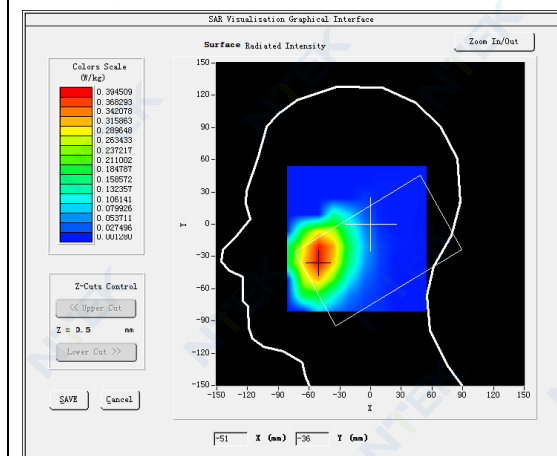 SAR Visualisation Graphical Interface
Surface Radiated Intensity
Zoom In/Out
Colors Scale
(W/kg)
0.394509
0.368293
0.342078
0.315863
0.289648
0.263433
0.237217
0.211002
0.184787
0.158572
0.132357
0.106141
0.079926
0.053711
0.027496
0.001280
150
120
90
60
30
0
-30
-60
-90
-120
-150
Y
-150 -120 -90 -60 -30 0 30 60 90 120 150
X
Z-Cuts Control
<< Upper Cut
Z = 3.5 mm
Lower Cut >>
SAVE Cancel
-51 X (mm) -36 Y (mm)
NTEK